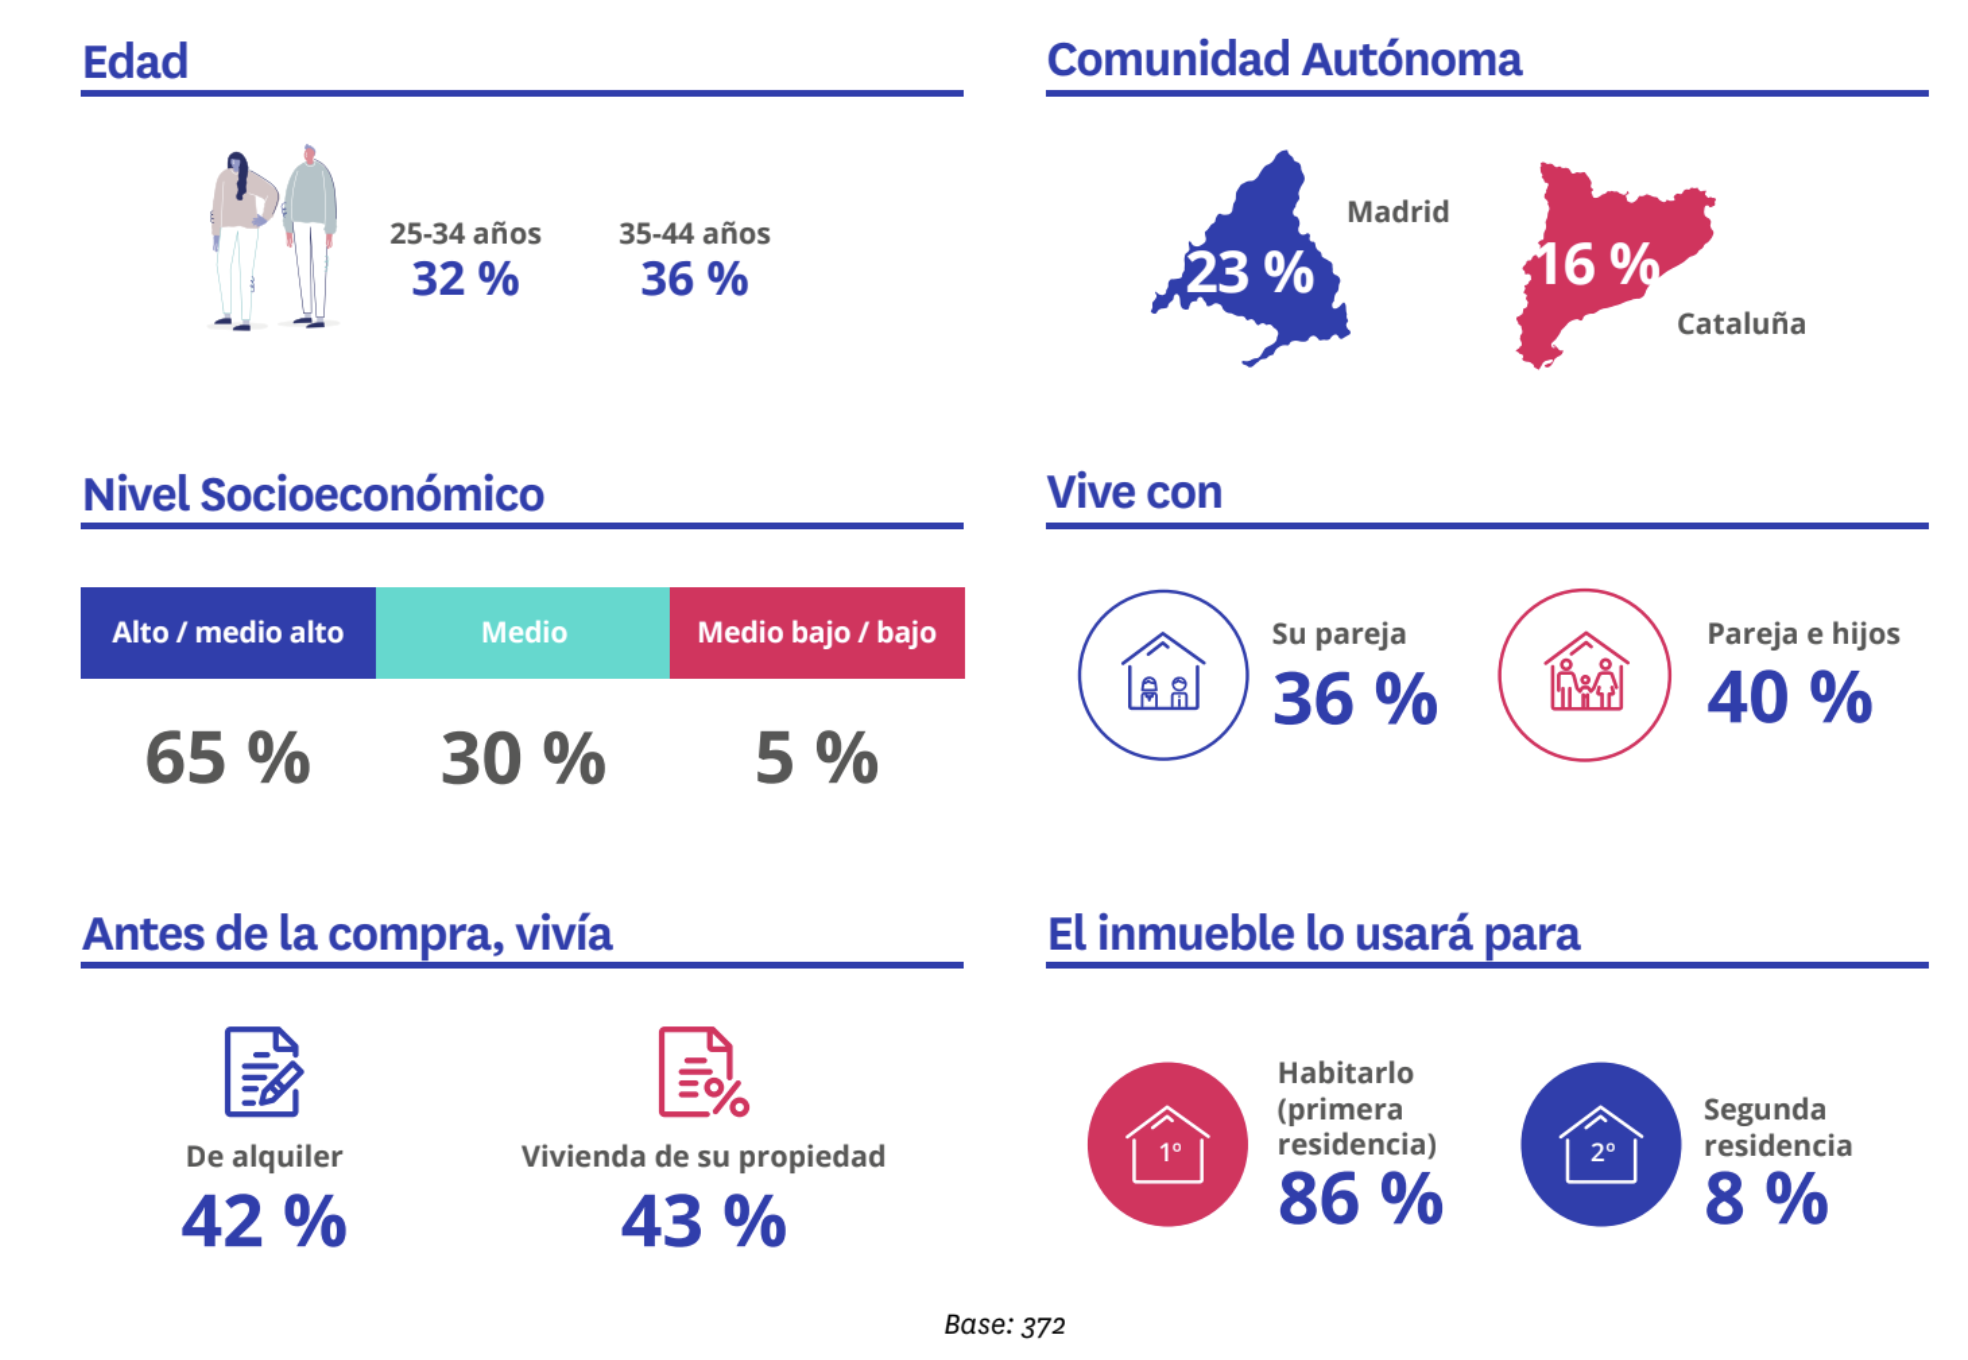 Edad
25-34 años
32 %
35-44 años
36 %
Comunidad Autónoma
Madrid
23 %
16 %
Cataluña
Nivel Socioeconómico
Alto / medio alto
Medio
Medio bajo / bajo
65 %
30 %
5 %
Vive con
Su pareja
36 %
Pareja e hijos
40 %
Antes de la compra, vivía
De alquiler
42 %
Vivienda de su propiedad
43 %
El inmueble lo usará para
1º
Habitarlo
(primera
residencia)
86 %
2º
Segunda
residencia
8 %
Base: 372